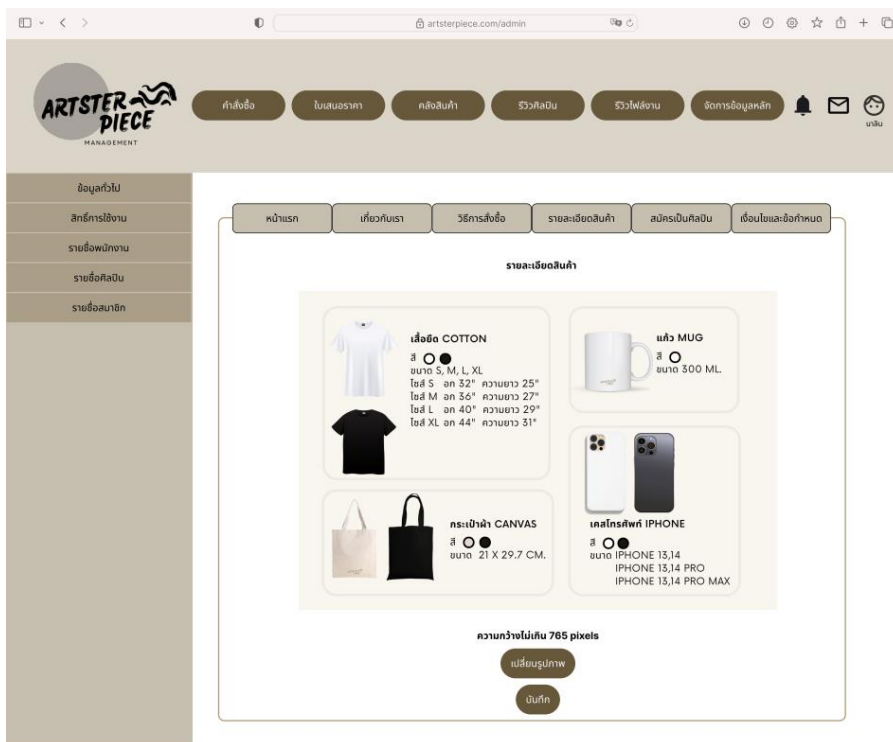 artsterpiece.com/admin
ARTSTER
PIECE
MANAGEMENT
คำสั่งซื้อ
ใบเสนอราคา
คลังสินค้า
รีวิวศิลปิน
รีวิวไฟล์งาน
จัดการข้อมูลหลัก
นาลิน
ข้อมูลทั่วไป
สิทธิ์การใช้งาน
รายชื่อพนักงาน
รายชื่อศิลปิน
รายชื่อสมาชิก
หน้าแรก
เกี่ยวกับเรา
วิธีการสั่งซื้อ
รายละเอียดสินค้า
สมัครเป็นศิลปิน
เงื่อนไขและข้อกำหนด
รายละเอียดสินค้า
เสื้อยืด COTTON
สี
ขนาด S, M, L, XL
ไซส์ S อก 32" ความยาว 25"
ไซส์ M อก 36" ความยาว 27"
ไซส์ L อก 40" ความยาว 29"
ไซส์ XL อก 44" ความยาว 31"
แก้ว MUG
สี
ขนาด 300 ML.
กระเป๋าผ้า CANVAS
สี
ขนาด 21 X 29.7 CM.
เคสโทรศัพท์ IPHONE
สี
ขนาด IPHONE 13,14
IPHONE 13,14 PRO
IPHONE 13,14 PRO MAX
ความกว้างไม่เกิน 765 pixels
เปลี่ยนรูปภาพ
บันทึก